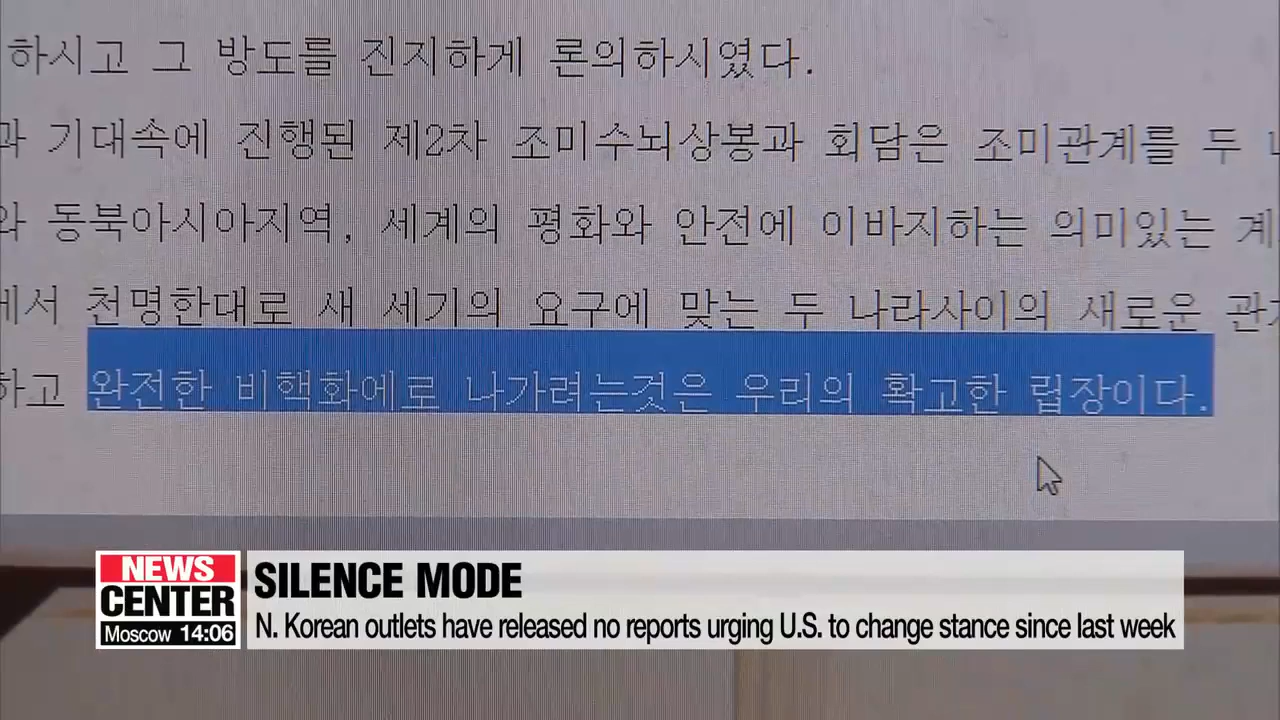 하시고 그 방도를 진지하게 론의하시였다.
과 기대속에 진행된 제2차 조미수뇌상봉과 회담은 조미관계를 두
와 동북아시아지역, 세계의 평화와 안전에 이바지하는 의미있는 계
에서 천명한대로 새 세기의 요구에 맞는 두 나라사이의 새로운 관
하고 완전한 비핵화에로 나가려는것은 우리의 확고한 립장이다.
NEWS
CENTER
Moscow 14:06
SILENCE MODE
N. Korean outlets have released no reports urging U.S. to change stance since last week